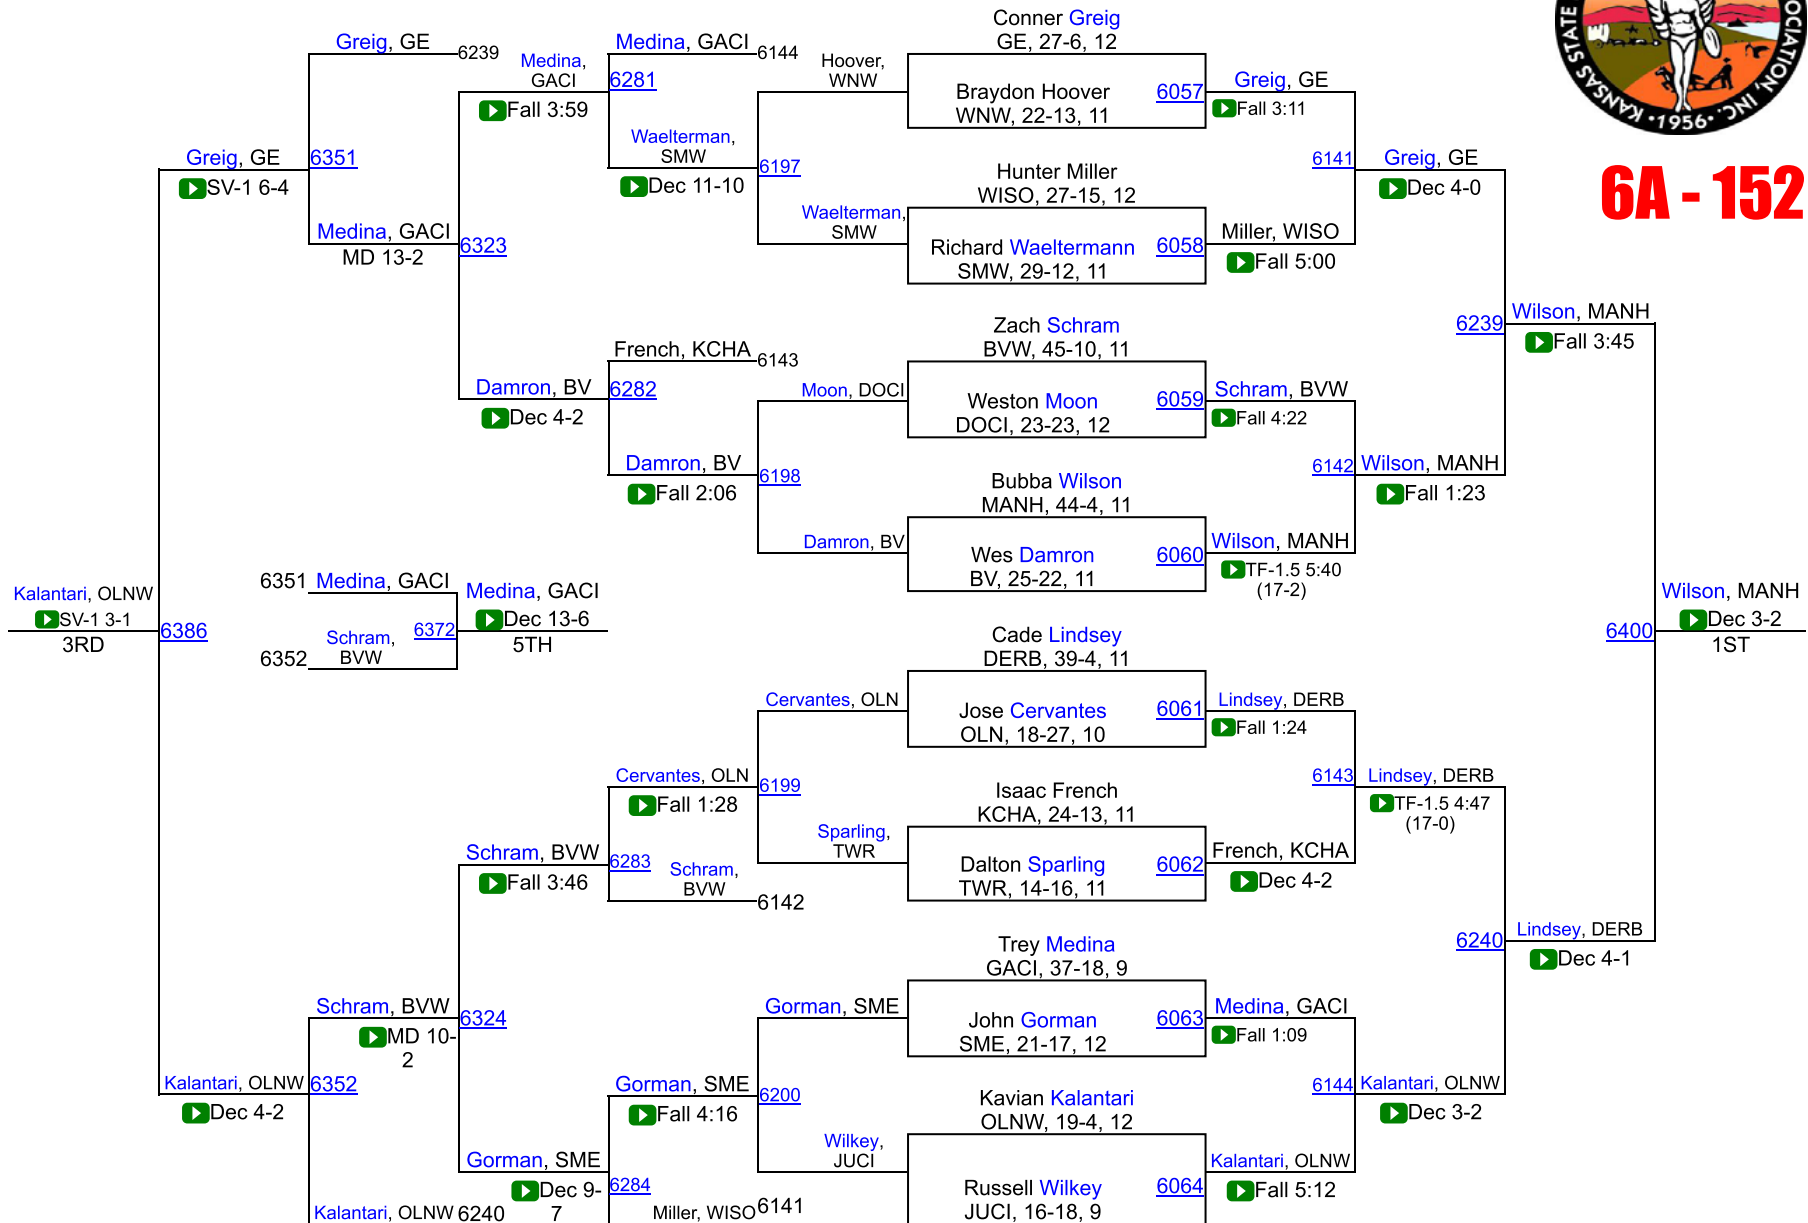 Conner Greig
GE, 27-6, 12
Greig, GE
6239
Medina,
GACI
Fall 3:59
Medina, GACI
6144
6281
Hoover,
WNW
Braydon Hoover
WNW, 22-13, 11
6057
Greig, GE
Fall 3:11
KANSAS STATE
OCIATION, INC.
•1956•
6A - 152
Waelterman,
SMW
Dec 11-10
6197
Greig, GE
SV-1 6-4
6351
Hunter Miller
WISO, 27-15, 12
6141
Greig, GE
Dec 4-0
Waelterman,
SMW
Richard Waeltermann
SMW, 29-12, 11
6058
Miller, WISO
Fall 5:00
Medina, GACI
MD 13-2
6323
Zach Schram
BVW, 45-10, 11
6239
Wilson, MANH
Fall 3:45
French, KCHA
6143
Damron, BV
Dec 4-2
6282
Moon, DOCI
Weston Moon
DOCI, 23-23, 12
6059
Schram, BVW
Fall 4:22
Damron, BV
Fall 2:06
6198
Bubba Wilson
MANH, 44-4, 11
6142
Wilson, MANH
Fall 1:23
Damron, BV
Wes Damron
BV, 25-22, 11
6060
Wilson, MANH
TF-1.5 5:40
(17-2)
Kalantari, OLNW
SV-1 3-1
3RD
6386
6351
Medina, GACI
Schram,
BVW
6352
6372
Medina, GACI
Dec 13-6
5TH
Cade Lindsey
DERB, 39-4, 11
6400
Wilson, MANH
Dec 3-2
1ST
Cervantes, OLN
Jose Cervantes
OLN, 18-27, 10
6061
Lindsey, DERB
Fall 1:24
Cervantes, OLN
Fall 1:28
6199
Isaac French
KCHA, 24-13, 11
6143
Lindsey, DERB
TF-1.5 4:47
(17-0)
Sparling,
TWR
Dalton Sparling
TWR, 14-16, 11
6062
French, KCHA
Dec 4-2
Schram, BVW
Fall 3:46
6283
Schram,
BVW
6142
Trey Medina
GACI, 37-18, 9
6240
Lindsey, DERB
Dec 4-1
Schram, BVW
MD 10-
2
6324
Gorman, SME
John Gorman
SME, 21-17, 12
6063
Medina, GACI
Fall 1:09
Kalantari, OLNW
Dec 4-2
6352
Gorman, SME
Fall 4:16
6200
Kavian Kalantari
OLNW, 19-4, 12
6144
Kalantari, OLNW
Dec 3-2
Wilkey,
JUCI
Gorman, SME
Dec 9-
7
6284
Russell Wilkey
JUCI, 16-18, 9
6064
Kalantari, OLNW
Fall 5:12
Kalantari, OLNW
6240
Miller, WISO
6141